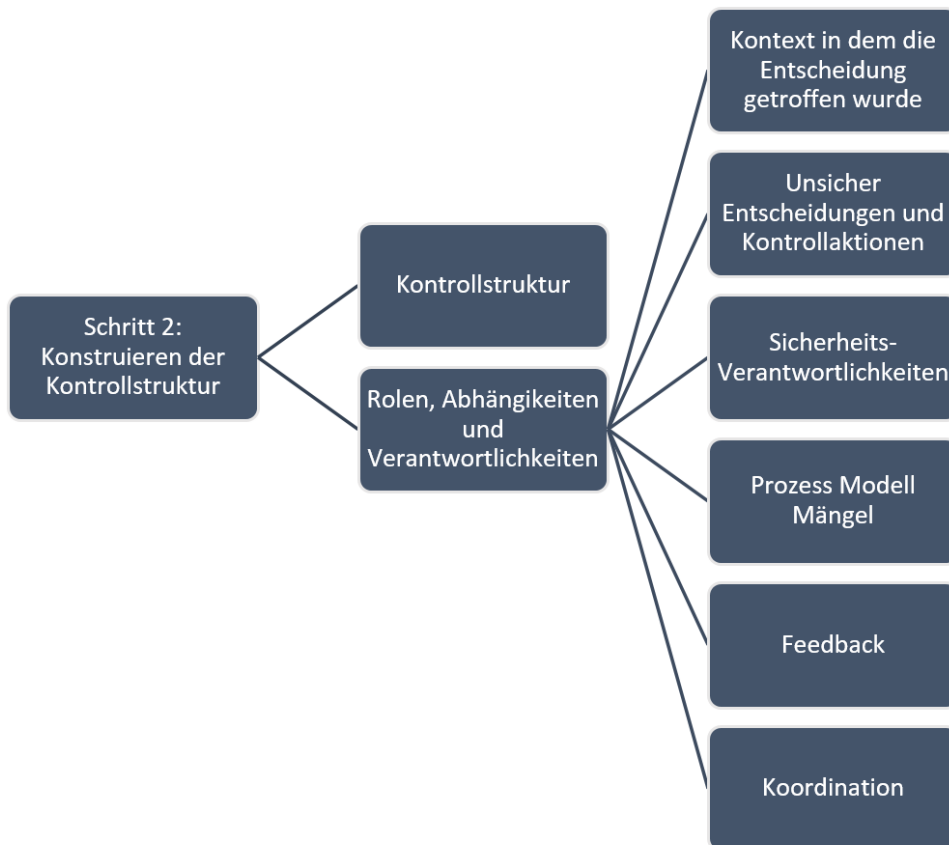 Schritt 2:
Konstruieren der
Kontrollstruktur
Kontrollstruktur
Rolen, Abhängikeiten
und
Verantwortlichkeiten
Kontext in dem die
Entscheidung
getroffen wurde
Unsicher
Entscheidungen und
Kontrollaktionen
Sicherheits-
Verantwortlichkeiten
Prozess Modell
Mängel
Feedback
Koordination